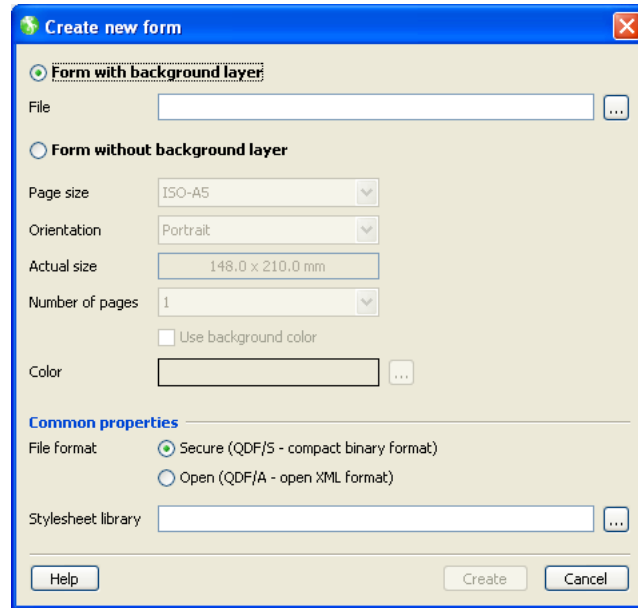 Create new form
Form with background layer
File
...
Form without background layer
Page size ISO-A5
Orientation Portrait
Actual size 148.0 x 210.0 mm
Number of pages 1
Use background color
Color ...
Common properties
File format Secure (QDF/S - compact binary format)
Open (QDF/A - open XML format)
Stylesheet library ...
Help Create Cancel